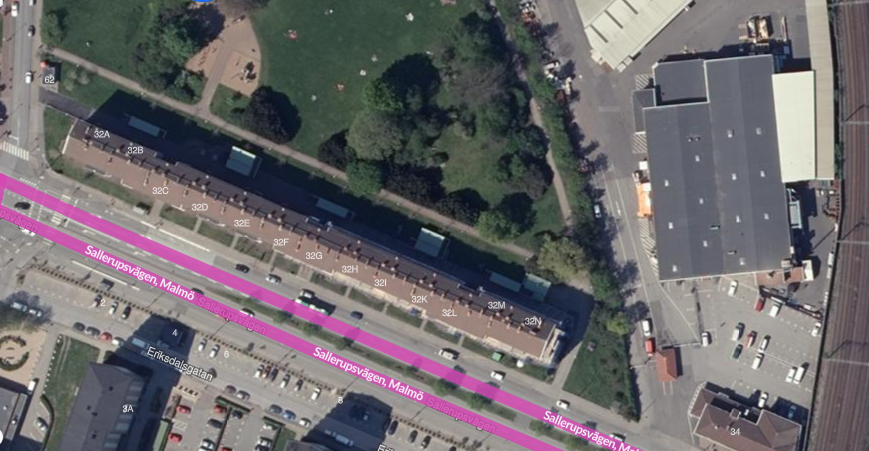 62
32A
32B
32C
32D
32E
32F
32G
32H
32I
32K
32L
32M
32N
Sallerupsvägen, Malmö
Sallerupsvägen
2
4
6
8
Eriksdalsgatan
3A
Sallerupsvägen, Malmö
Sallerupsvägen
Sallerupsvägen, Mal
34